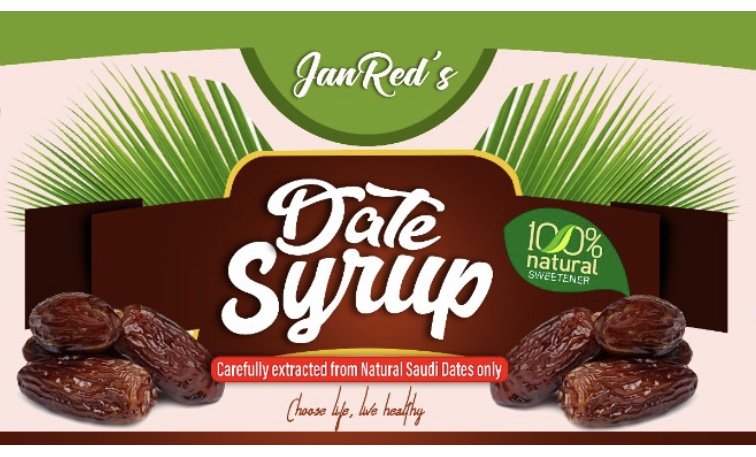 JanRed's
Date
Syrup
100%
natural
SWEETENER
Carefully extracted from Natural Saudi Dates only
Choose life, live healthy